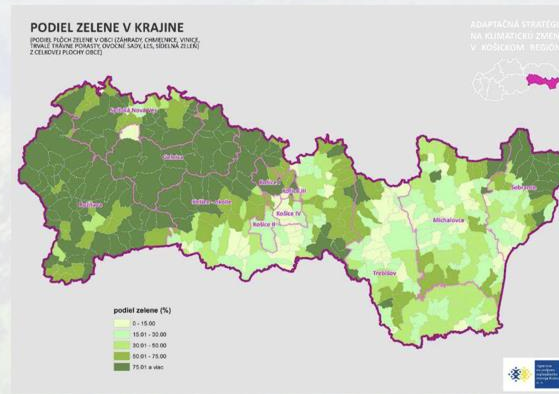 PODIEL ZELENE V KRAJINE
(PODIEL PLÔCH ZELENE V OBCI (ZÁHRADY, CHMEĽNICE, VINICE,
TRVALÉ TRÁVNE PORASTY, OVOCNÉ SADY, LES, SÍDELNÁ ZELEŇ)
Z CELKOVEJ PLOCHY OBCE)
ADAPTAČNÁ STRATÉGI
NA KLIMATICKÚ ZMEN
V KOŠICKOM REGIÓN
Spišská Nová Ves
Gelnica
Rožňava
Košice - okolie
Košice I
Košice III
Košice IV
Košice II
Michalovce
Sobrance
Trebišov
podiel zelene (%)
0 - 15.00
15.01 - 30.00
30.01 - 50.00
50.01 - 75.00
75.01 a viac